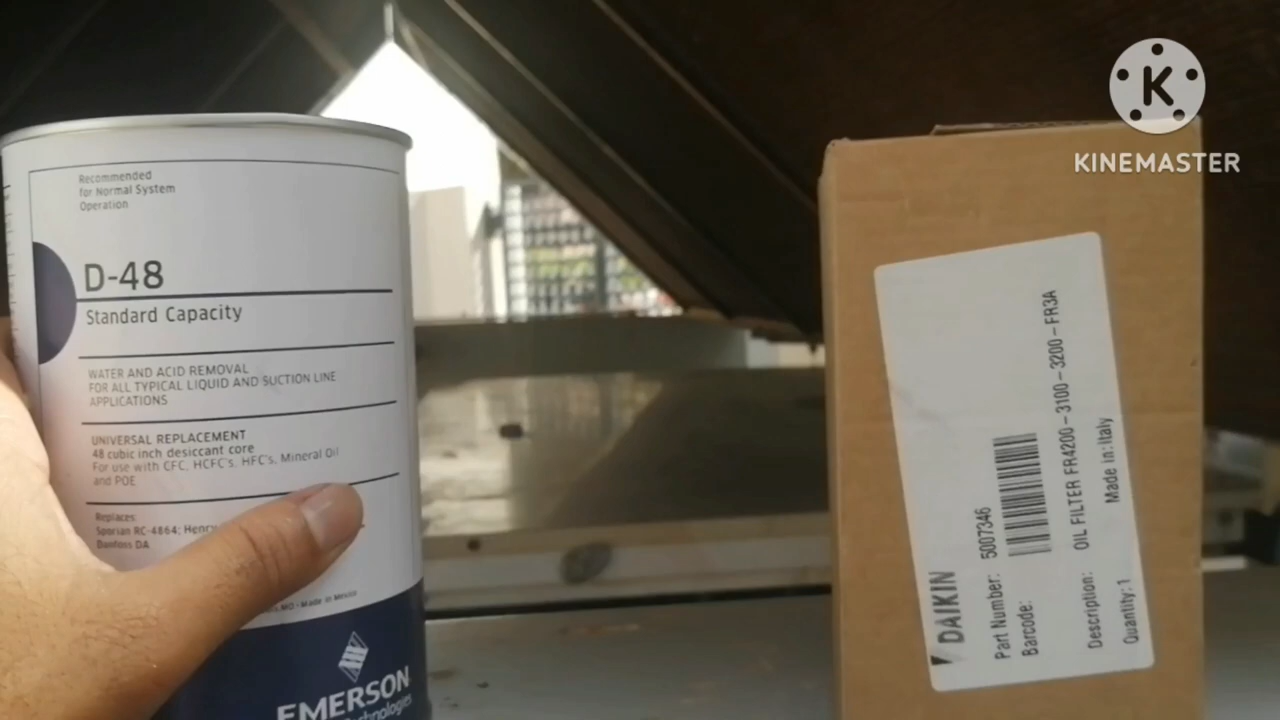 Recommended
for Normal System
Operation
D-48
Standard Capacity
WATER AND ACID REMOVAL
FOR ALL TYPICAL LIQUID AND SUCTION LINE
APPLICATIONS
UNIVERSAL REPLACEMENT
48 cubic inch desiccant core
For use with CFC, HCFC's, HFC's, Mineral Oil
and POE
Replaces:
Sporlan RC-4864; Henry
Danfoss DA
MO • Made in Mexico
EMERSON
Technologies
KINEMASTER
DAIKIN
Part Number: 5007346
Barcode:
Description: OIL FILTER FR4200-3100-3200-FR3A
Quantity: 1 Made in: Italy